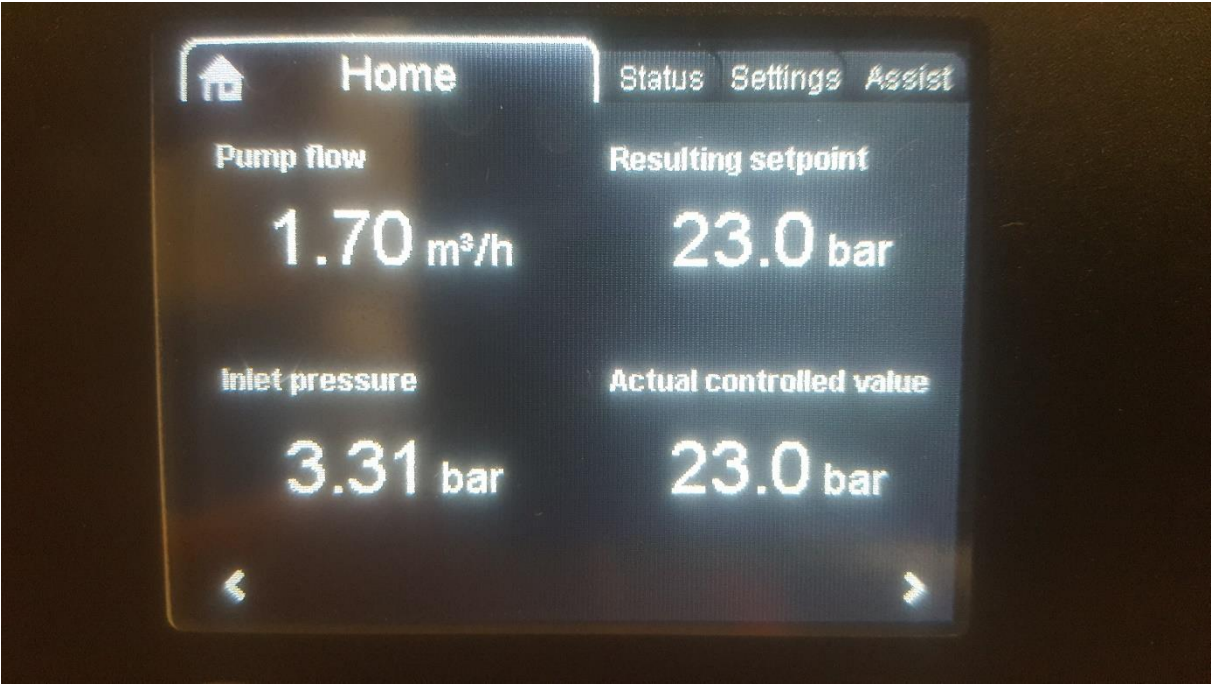 Home Status Settings Assist
Pump flow
1.70 m³/h
Resulting setpoint
23.0 bar
Inlet pressure
3.31 bar
Actual controlled value
23.0 bar